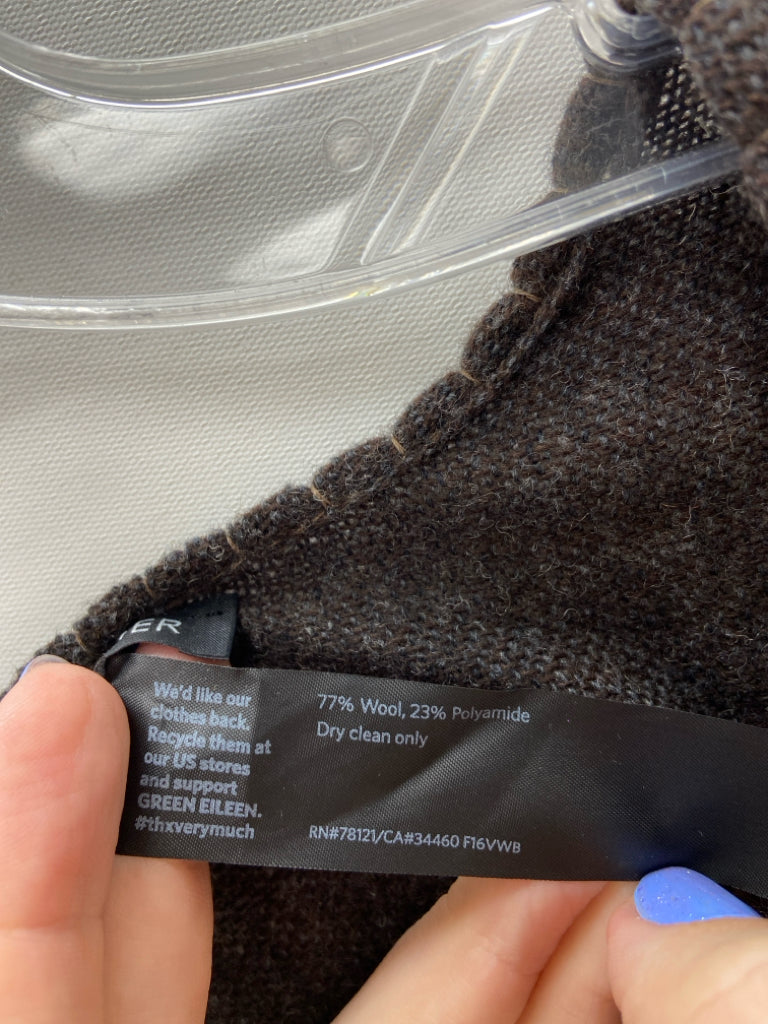 HER
We'd like our
clothes back.
Recycle them at
our US stores
and support
GREEN EILEEN.
#thxverymuch
77% Wool, 23% Polyamide
Dry clean only
RN#78121/CA#34460 F16VWB